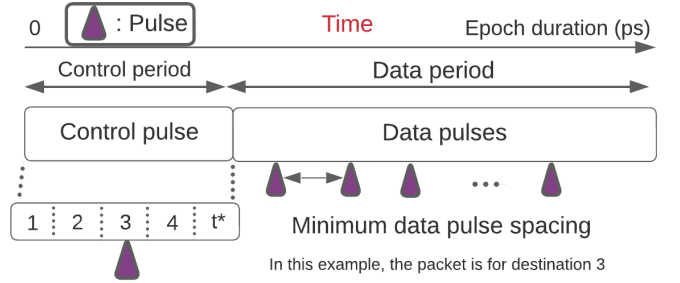 0 : Pulse Time Epoch duration (ps)
Control period Data period
Control pulse Data pulses
1 2 3 4 t*
Minimum data pulse spacing
In this example, the packet is for destination 3